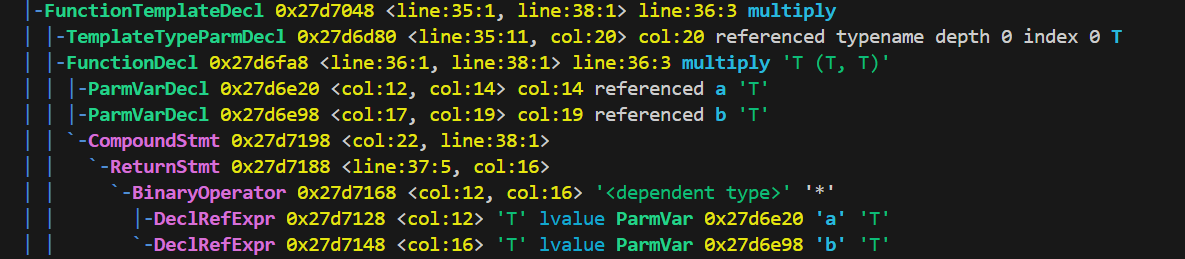 |-FunctionTemplateDecl 0x27d7048 <line:35:1, line:38:1> line:36:3 multiply
| |-TemplateTypeParmDecl 0x27d6d80 <line:35:11, col:20> col:20 referenced typename depth 0 index 0 T
| |-FunctionDecl 0x27d6fa8 <line:36:1, line:38:1> line:36:3 multiply 'T (T, T)'
| | |-ParmVarDecl 0x27d6e20 <col:12, col:14> col:14 referenced a 'T'
| | |-ParmVarDecl 0x27d6e98 <col:17, col:19> col:19 referenced b 'T'
| | `-CompoundStmt 0x27d7198 <col:22, line:38:1>
| |   `-ReturnStmt 0x27d7188 <line:37:5, col:16>
| |     `-BinaryOperator 0x27d7168 <col:12, col:16> '<dependent type>' '*'
| |       |-DeclRefExpr 0x27d7128 <col:12> 'T' lvalue ParmVar 0x27d6e20 'a' 'T'
| |       `-DeclRefExpr 0x27d7148 <col:16> 'T' lvalue ParmVar 0x27d6e98 'b' 'T'